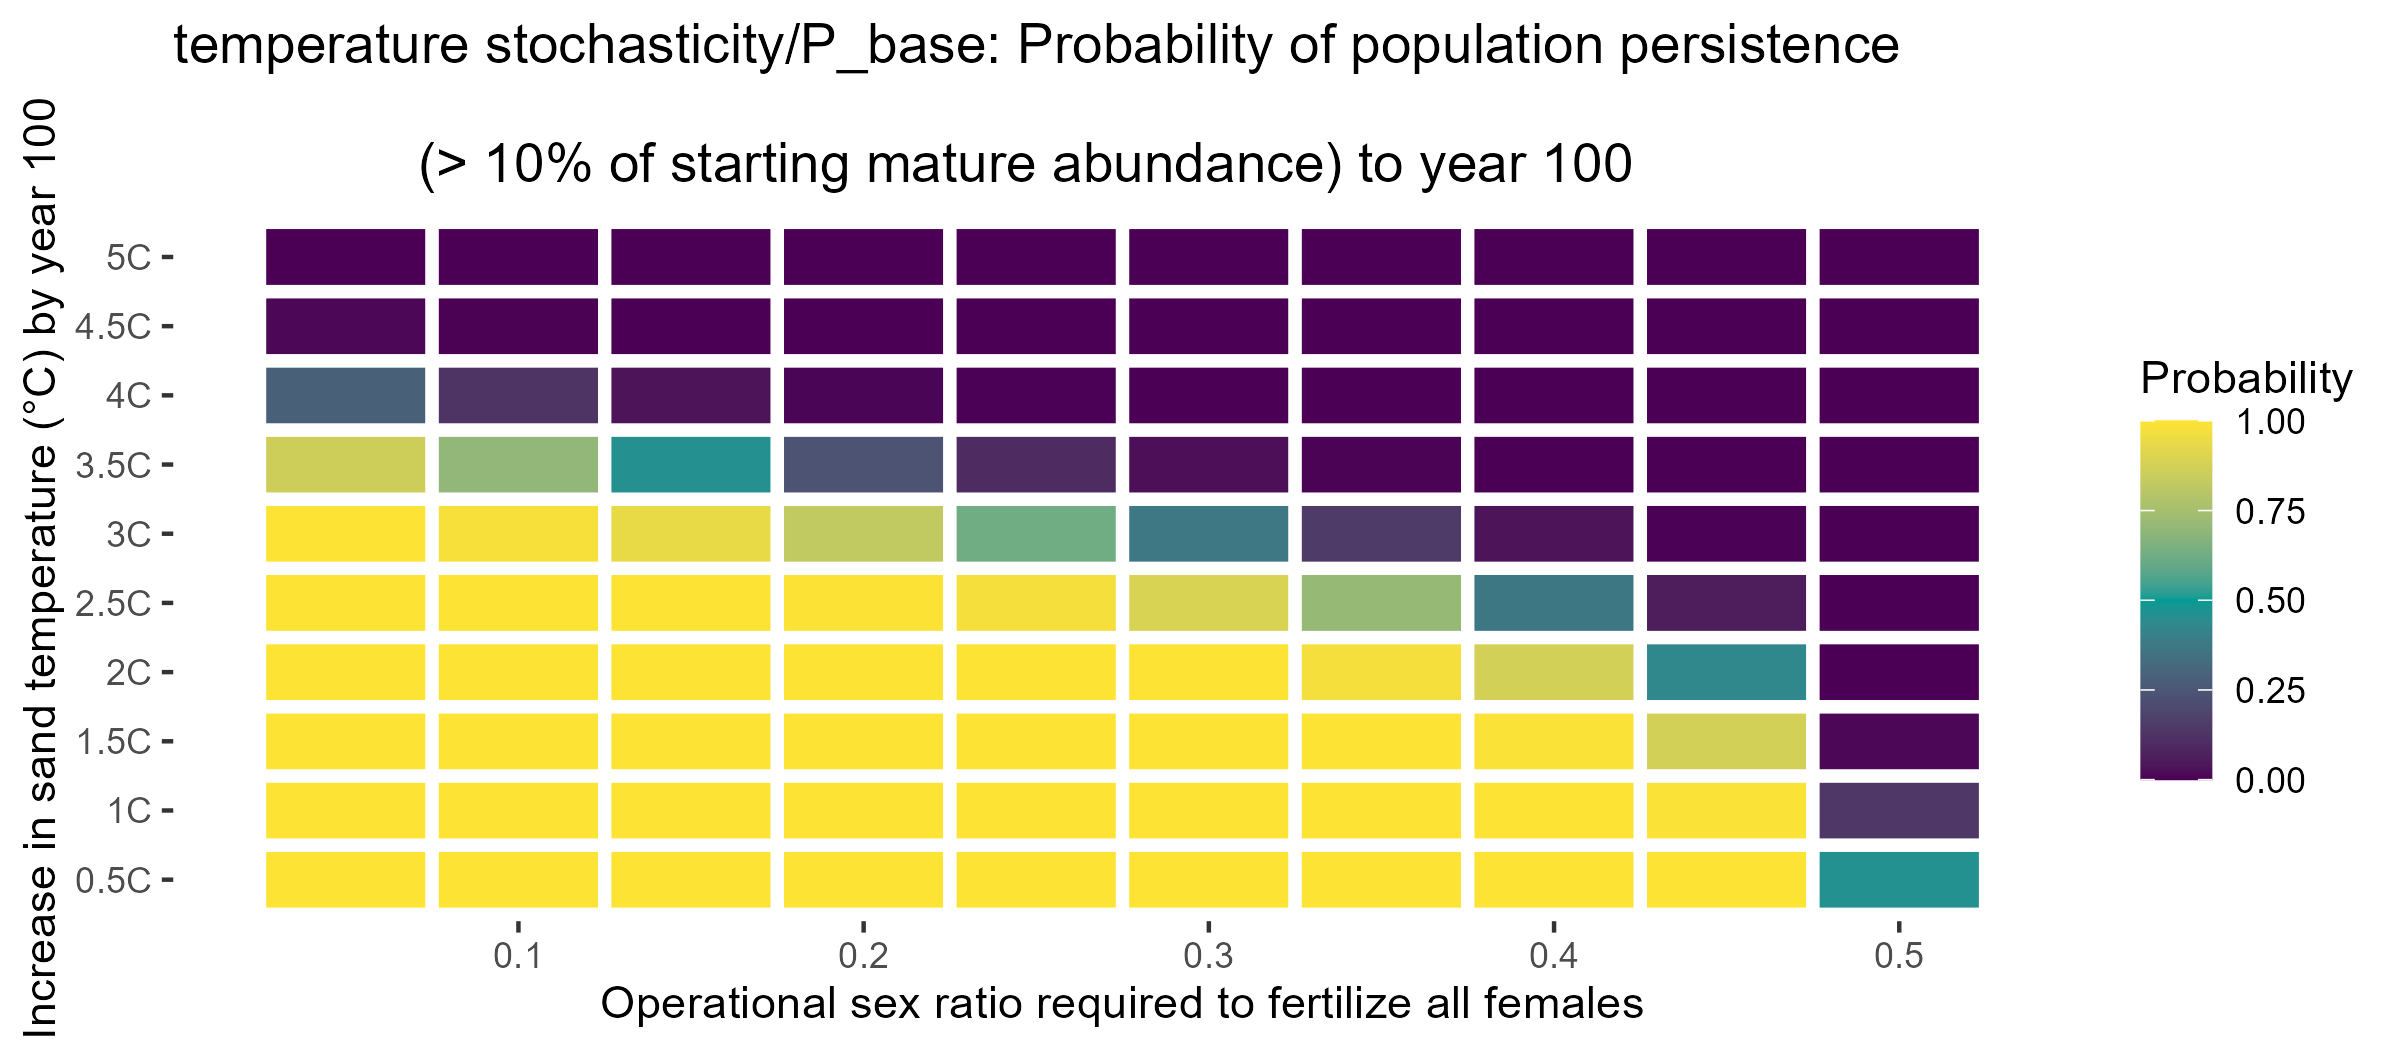 temperature stochasticity/P_base: Probability of population persistence
(> 10% of starting mature abundance) to year 100
Increase in sand temperature (°C) by year 100
5C
4.5C
4C
3.5C
3C
2.5C
2C
1.5C
1C
0.5C
0.1
0.2
0.3
0.4
0.5
Operational sex ratio required to fertilize all females
Probability
1.00
0.75
0.50
0.25
0.00